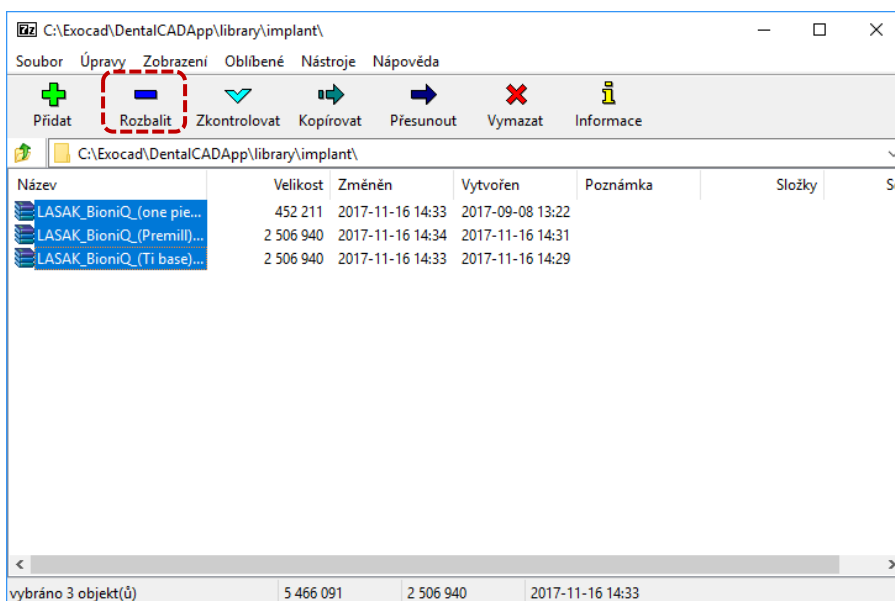 7z C:\Exocad\DentalCADApp\library\implant\
Soubor Úpravy Zobrazení Oblíbené Nástroje Nápověda
Přidat Rozbalit Zkontrolovat Kopírovat Přesunout Vymazat Informace
C:\Exocad\DentalCADApp\library\implant\
Název Velikost Změněn Vytvořen Poznámka Složky S
LASAK_BioniQ_(one pie... 452 211 2017-11-16 14:33 2017-09-08 13:22
LASAK_BioniQ_(Premill)... 2 506 940 2017-11-16 14:34 2017-11-16 14:31
LASAK_BioniQ_(Ti base)... 2 506 940 2017-11-16 14:33 2017-11-16 14:29
vybráno 3 objekt(ů) 5 466 091 2 506 940 2017-11-16 14:33